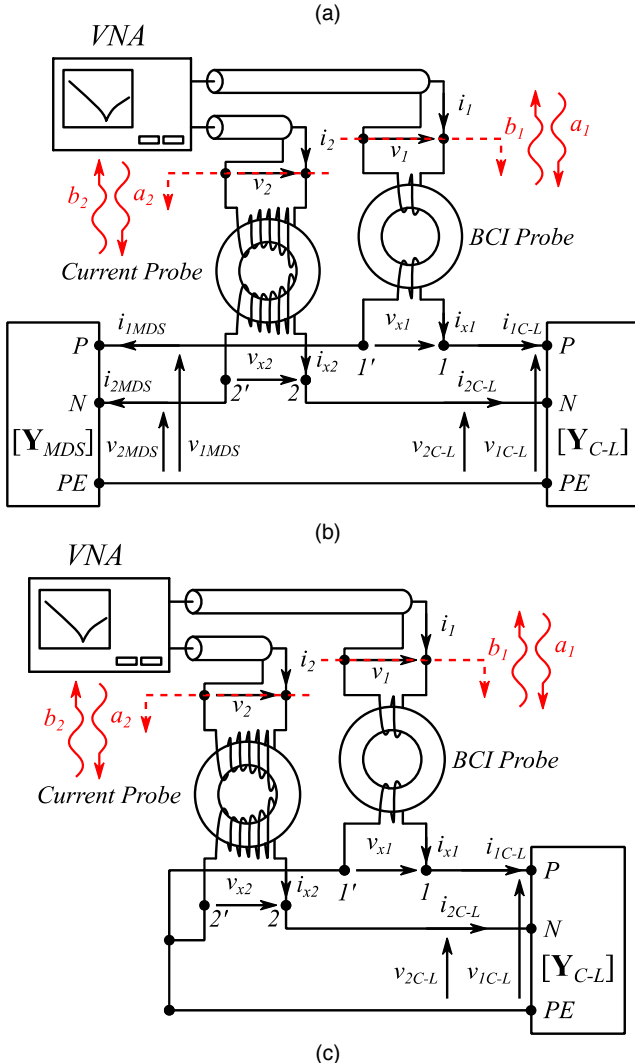 (a)
VNA
i1
b1 a1
v1
i2
v2
b2 a2
BCI Probe
Current Probe
i1MDS vx1 ix1 i1C-L
P 1' 1 P
i2MDS vx2 ix2 i2C-L
N 2' 2 N
[YMDS] v2MDS v1MDS v2C-L v1C-L [YC-L]
PE PE
(b)
VNA
i1
b1 a1
i2 v1
v2
b2 a2
BCI Probe
Current Probe
vx1 ix1 i1C-L
1' 1 P
vx2 ix2 i2C-L
2' 2 N
v2C-L v1C-L [YC-L]
PE
(c)